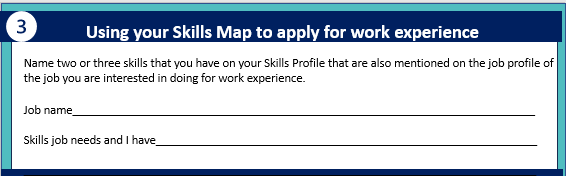 3
Using your Skills Map to apply for work experience
Name two or three skills that you have on your Skills Profile that are also mentioned on the job profile of
the job you are interested in doing for work experience.
Job name
Skills job needs and I have